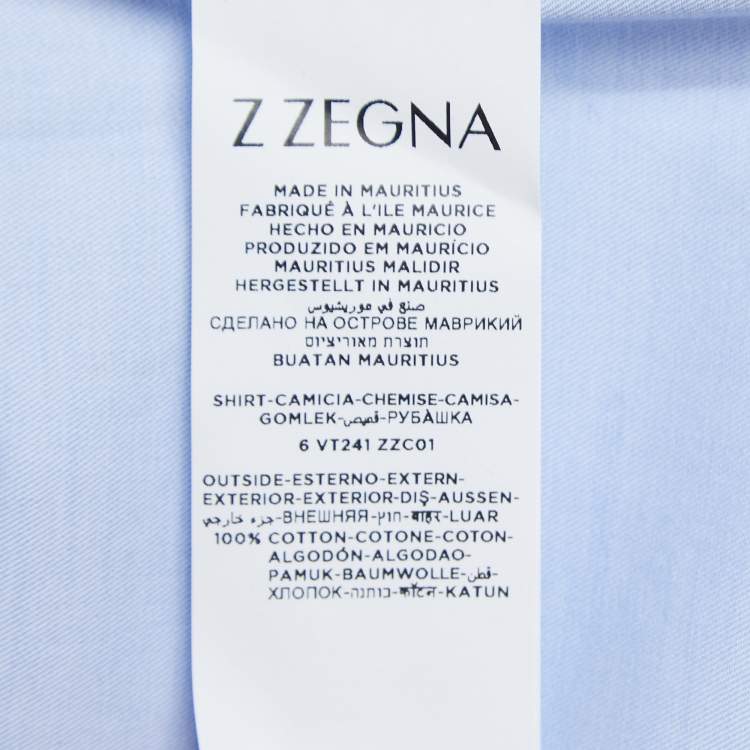 Z ZEGNA
MADE IN MAURITIUS
FABRIQUÊ À L'ILE MAURICE
HECHO EN MAURICIO
PRODUZIDO EM MAURÍCIO
MAURITIUS MALIDIR
HERGESTELLT IN MAURITIUS
صنع في موريشيوس
СДЕЛАНО НА ОСТРОВЕ МАВРИКИЙ
תוצרת מאוריציוס
BUATAN MAURITIUS
SHIRT-CAMICIA-CHEMISE-CAMISA-
GOMLEK-قميص-РУБÀШКА
6 VT241 ZZC01
OUTSIDE-ESTERNO-EXTERN-
EXTERIOR-EXTERIOR-DIŞ-AUSSEN-
جزء خارجي-ВНЕШНЯЯ-חוץ-बाहर-LUAR
100% COTTON-COTONE-COTON-
ALGODÓN-ALGODAO-
PAMUK-BAUMWOLLE-قطن-
ХЛОПОК-כותנה-कॉटन-KATUN